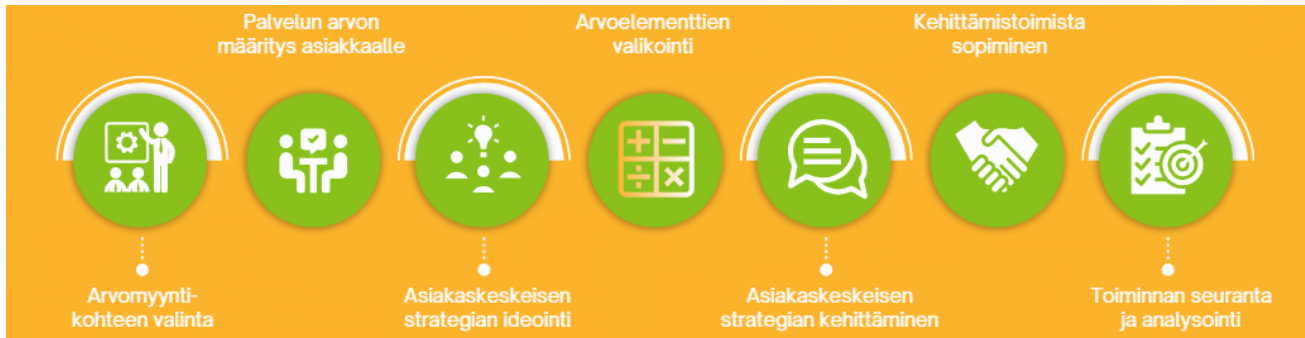 Palvelun arvon
määritys asiakkaalle
Arvoelementtien
valikointi
Kehittämistoimista
sopiminen
Arvomyynti-
kohteen valinta
Asiakaskeskeisen
strategian ideointi
Asiakaskeskeisen
strategian kehittäminen
Toiminnan seuranta
ja analysointi